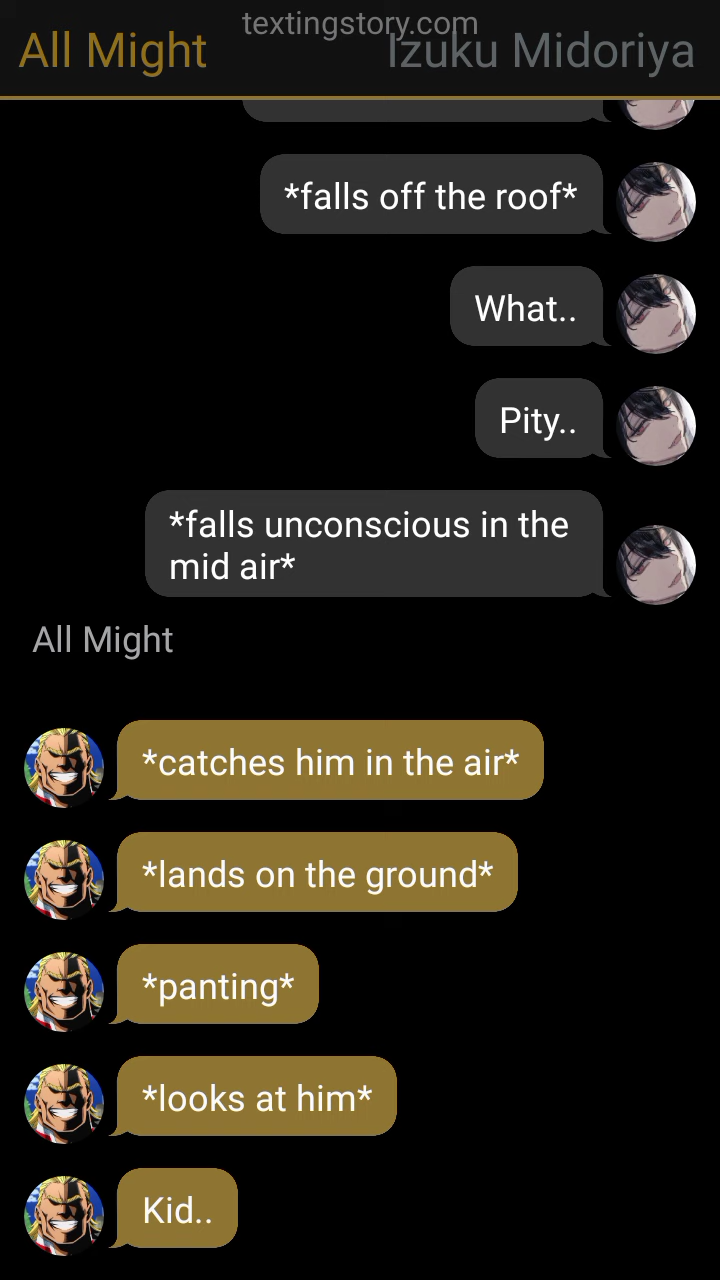 textingstory.com
All Might
Izuku Midoriya
*falls off the roof*
What..
Pity..
*falls unconscious in the
mid air*
All Might
*catches him in the air*
*lands on the ground*
*panting*
*looks at him*
Kid..